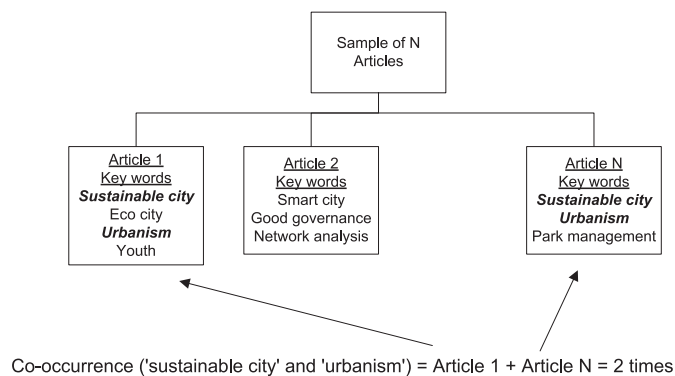 Sample of N
Articles
Article 1
Key words
Sustainable city
Eco city
Urbanism
Youth
Article 2
Key words
Smart city
Good governance
Network analysis
Article N
Key words
Sustainable city
Urbanism
Park management
Co-occurrence ('sustainable city' and 'urbanism') = Article 1 + Article N = 2 times